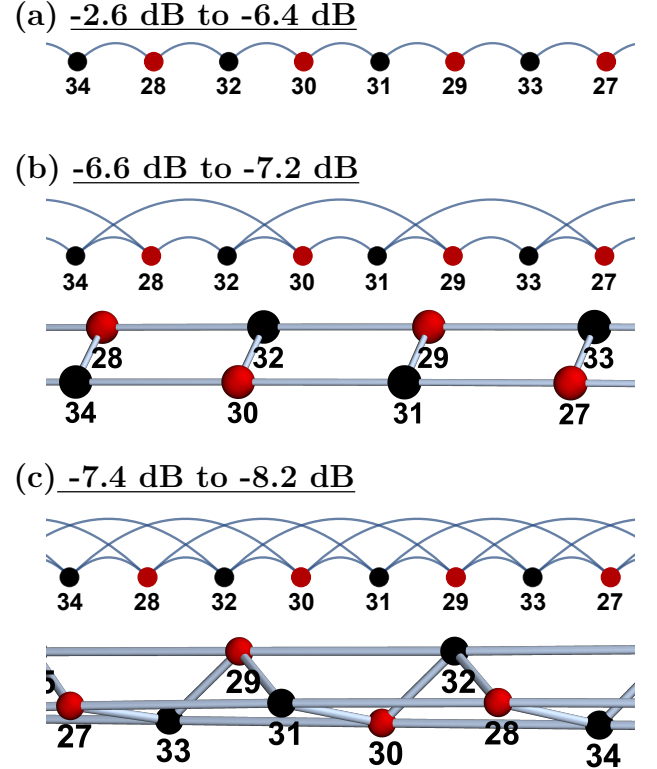 (a) -2.6 dB to -6.4 dB
34 28 32 30 31 29 33 27
(b) -6.6 dB to -7.2 dB
34 28 32 30 31 29 33 27
28 32 29 33
34 30 31 27
(c) -7.4 dB to -8.2 dB
34 28 32 30 31 29 33 27
5 29 32
27 33 31 30 28 34